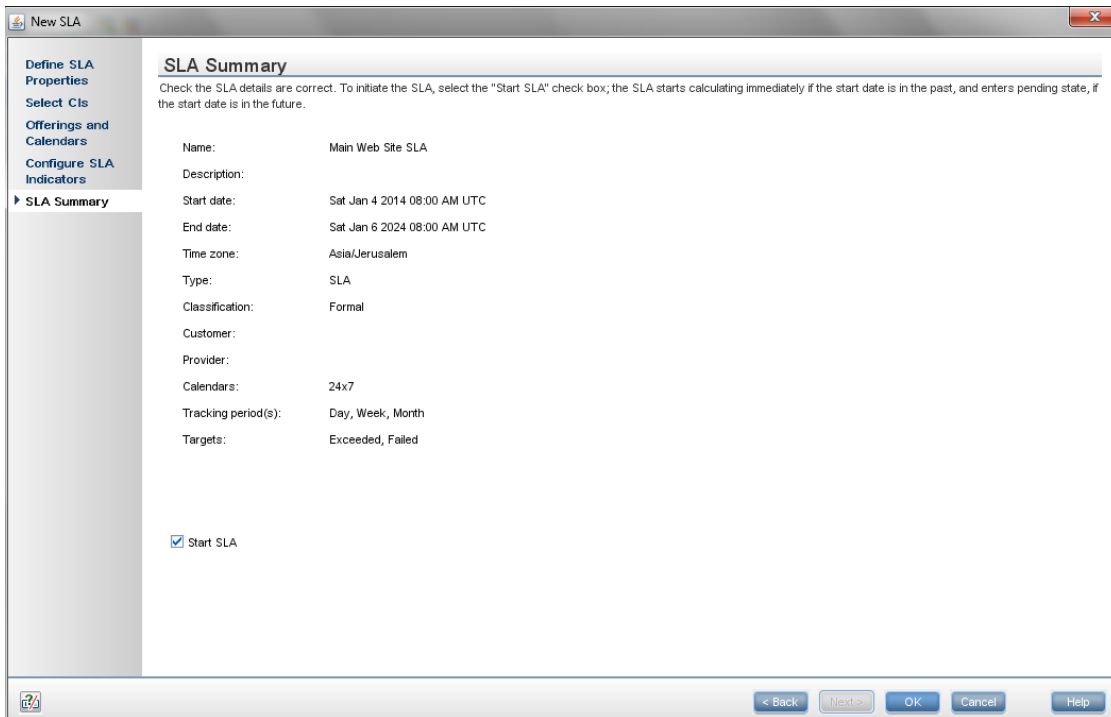 New SLA
Define SLA
Properties
Select CIs
Offerings and
Calendars
Configure SLA
Indicators
SLA Summary
SLA Summary
Check the SLA details are correct. To initiate the SLA, select the "Start SLA" check box; the SLA starts calculating immediately if the start date is in the past, and enters pending state, if
the start date is in the future.
Name: Main Web Site SLA
Description:
Start date: Sat Jan 4 2014 08:00 AM UTC
End date: Sat Jan 6 2024 08:00 AM UTC
Time zone: Asia/Jerusalem
Type: SLA
Classification: Formal
Customer:
Provider:
Calendars: 24x7
Tracking period(s): Day, Week, Month
Targets: Exceeded, Failed
Start SLA
< Back Next > OK Cancel Help